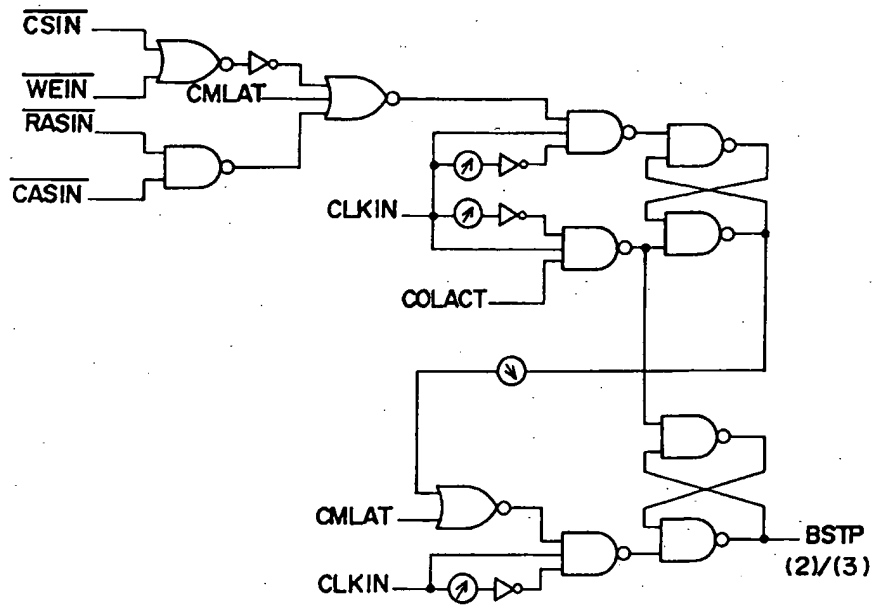 CSIN
WEIN
CMLAT
RASIN
CASIN
CLKIN
COLACT
CMLAT
BSTP
(2)/(3)
CLKIN